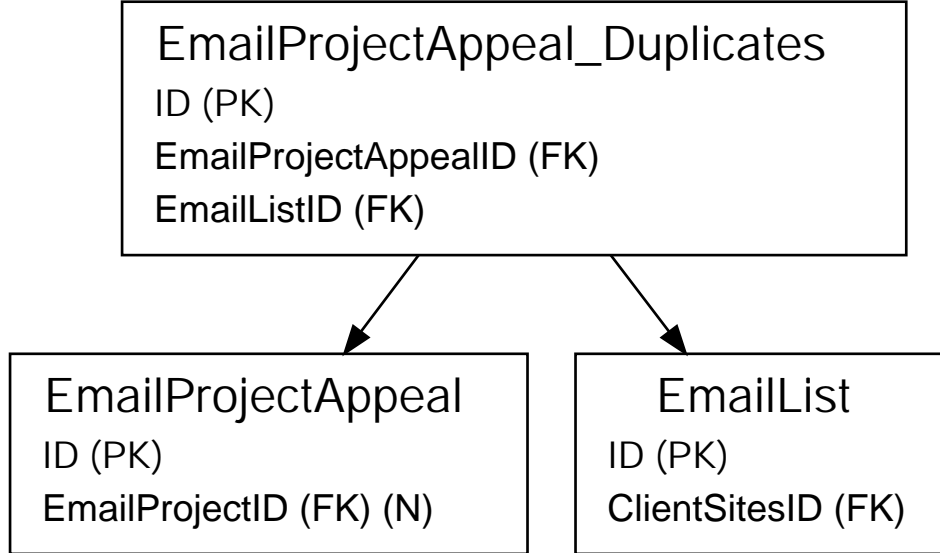 EmailProjectAppeal_Duplicates
ID (PK)
EmailProjectAppealID (FK)
EmailListID (FK)
EmailProjectAppeal
ID (PK)
EmailProjectID (FK) (N)
EmailList
ID (PK)
ClientSitesID (FK)